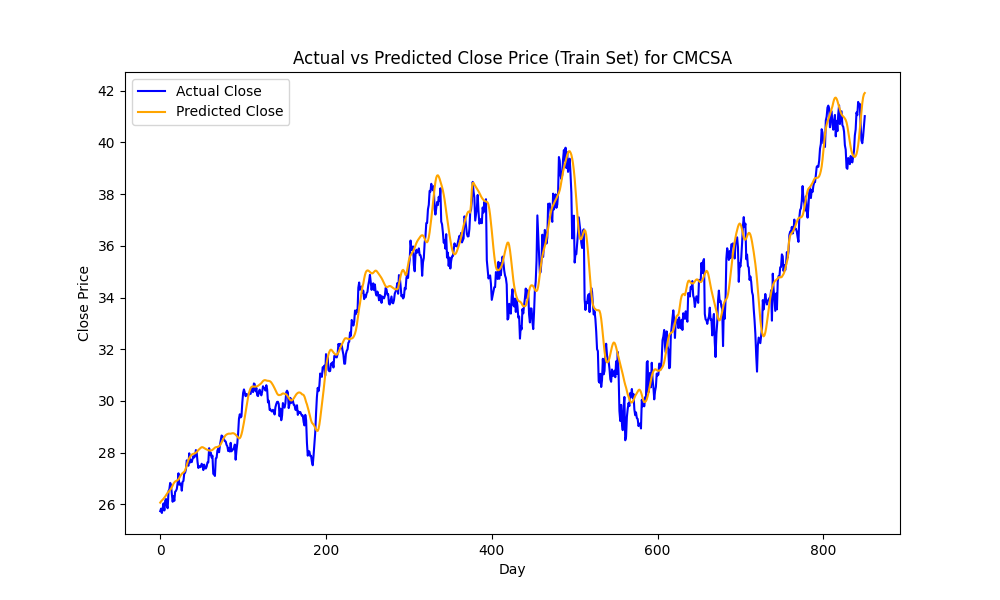 Actual vs Predicted Close Price (Train Set) for CMCSA
Actual Close
Predicted Close
Close Price
42
40
38
36
34
32
30
28
26
0 200 400 600 800
Day